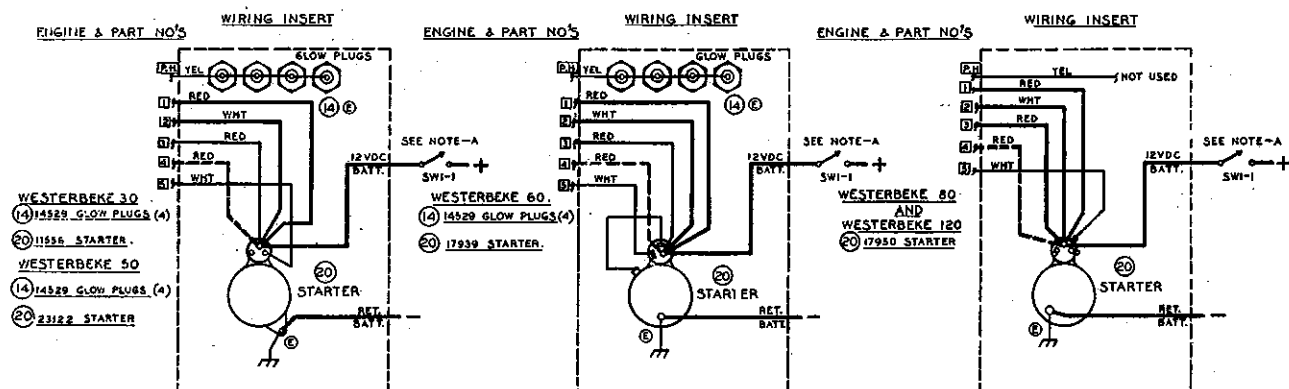 ENGINE & PART NO'S
WIRING INSERT
GLOW PLUGS
P.H
YEL
14 E
1 RED
2 WHT
3 RED
4 RED
5 WHT
SEE NOTE-A
12VDC
BATT.
SW1-1
+
WESTERBEKE 30
14 14529 GLOW PLUGS (4)
20 11556 STARTER.
WESTERBEKE 50
14 14529 GLOW PLUGS (4)
20 23122 STARTER
20
STARTER
RET.
BATT.
E
ENGINE & PART NO'S
WIRING INSERT
GLOW PLUGS
P.H
YEL
14 E
1 RED
2 WHT
3 RED
4 RED
5 WHT
SEE NOTE-A
12VDC
BATT.
SW1-1
+
WESTERBEKE 60.
14 14529 GLOW PLUGS (4)
20 17939 STARTER.
20
STARTER
RET.
BATT.
E
ENGINE & PART NO'S
WIRING INSERT
P.H
YEL
NOT USED
1 RED
2 WHT
3 RED
4 RED
5 WHT
SEE NOTE-A
12VDC
BATT.
SW1-1
+
WESTERBEKE 80
AND
WESTERBEKE 120
20 17950 STARTER
20
STARTER
RET.
BATT.
E